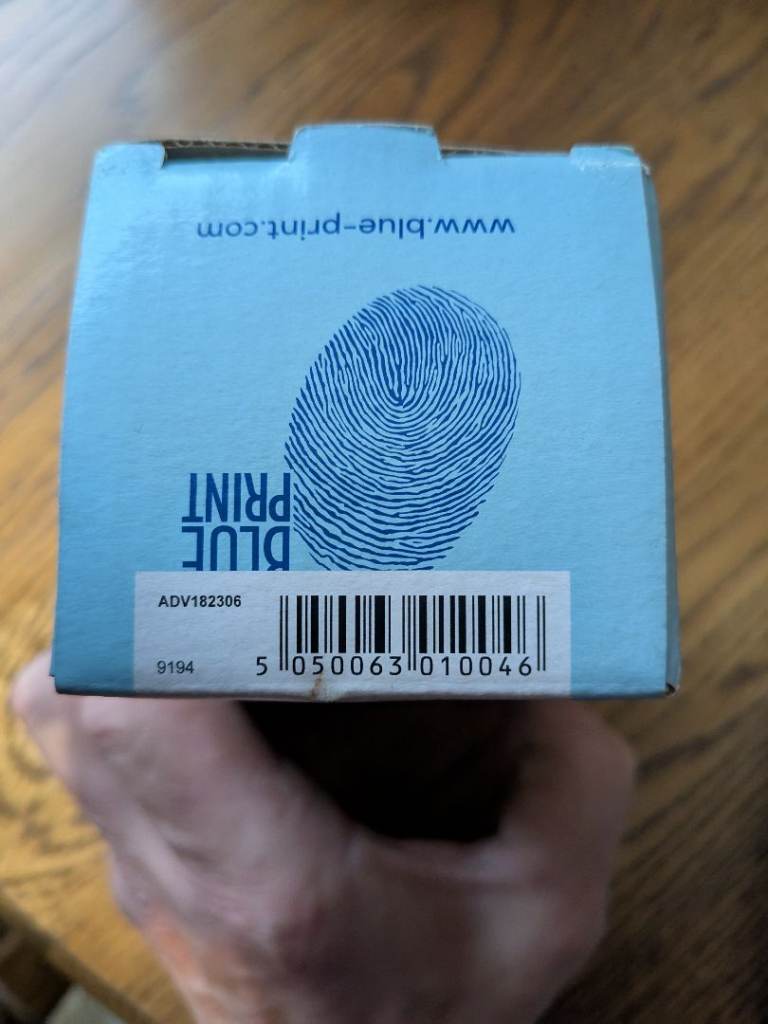 www.blue-print.com
BLUE
PRINT
ADV182306
9194
5 050063 010046